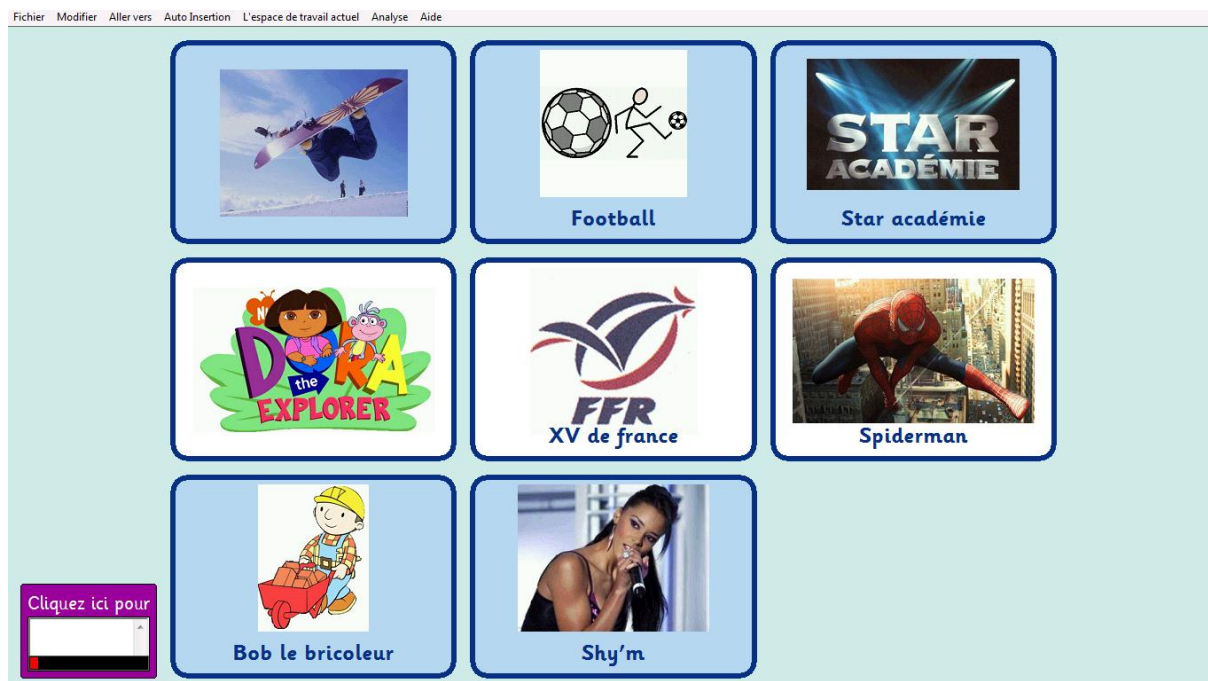 Fichier Modifier Aller vers Auto Insertion L'espace de travail actuel Analyse Aide
STAR
ACADÉMIE
Football
Star académie
DORA
the
EXPLORER
FFR
XV de france
Spiderman
Cliquez ici pour
Bob le bricoleur
Shy'm